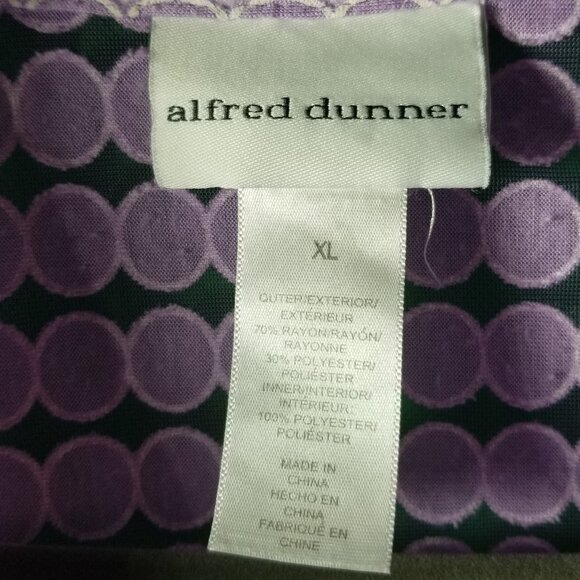 alfred dunner
XL
OUTER/EXTERIOR/
EXTÉRIEUR
70% RAYON/RAYÓN/
RAYONNE
30% POLYESTER/
POLIÉSTER
INNER/INTERIOR/
INTÉRIEUR:
100% POLYESTER/
POLIÉSTER
MADE IN
CHINA
HECHO EN
CHINA
FABRIQUÉ EN
CHINE